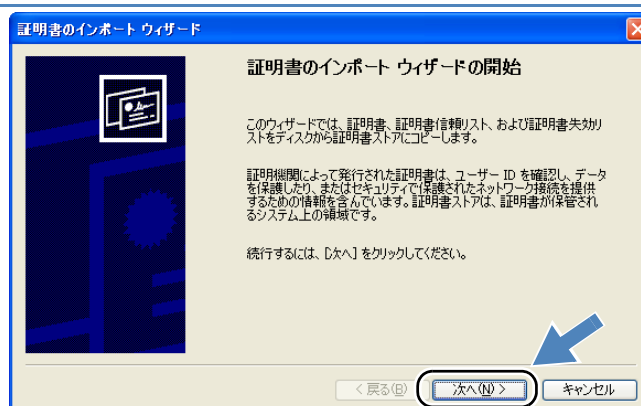 証明書のインポート ウィザード
証明書のインポート ウィザードの開始
このウィザードでは、証明書、証明書信頼リスト、および証明書失効リ
ストをディスクから証明書ストアにコピーします。
証明機関によって発行された証明書は、ユーザー ID を確認し、データ
を保護したり、またはセキュリティで保護されたネットワーク接続を提供
するための情報を含んでいます。証明書ストアは、証明書が保管され
るシステム上の領域です。
続行するには、[次へ] をクリックしてください。
< 戻る(B) 次へ(N) > キャンセル